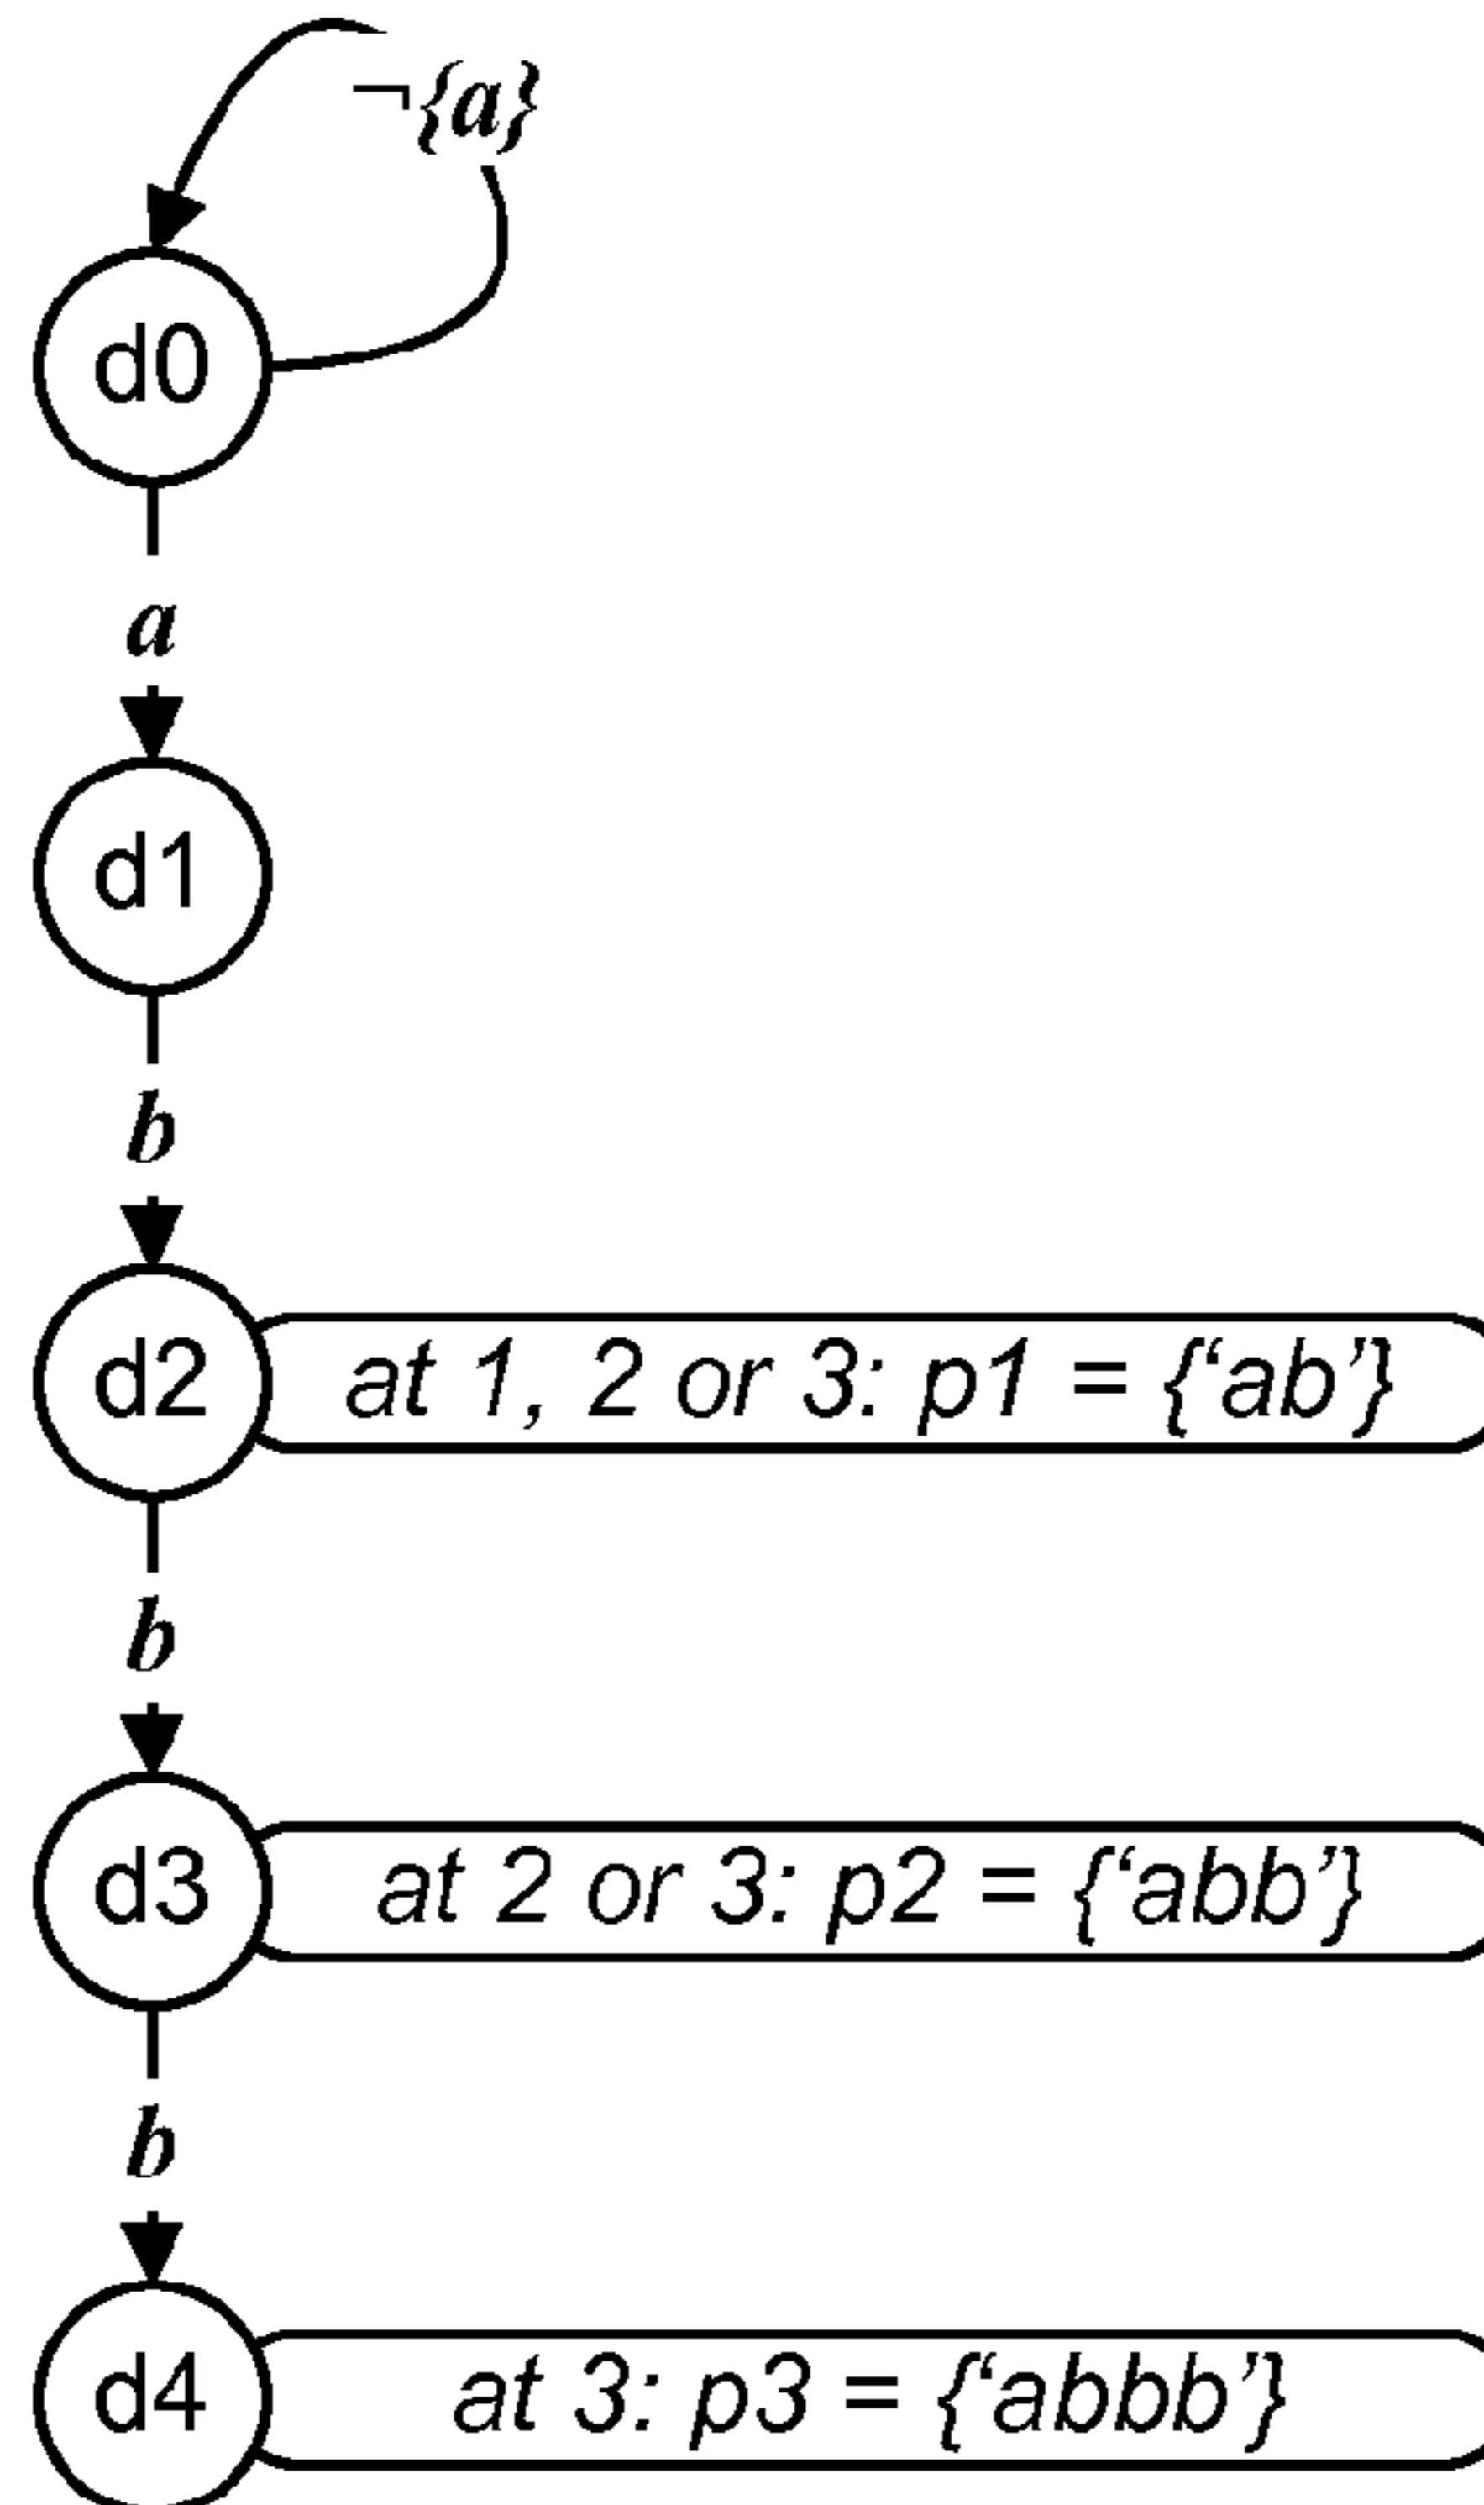 ¬{a}
d0
a
d1
b
d2 at 1, 2 or 3: p1 = {‘ab’}
b
d3 at 2 or 3: p2 = {‘abb’}
b
d4 at 3: p3 = {‘abbb’}